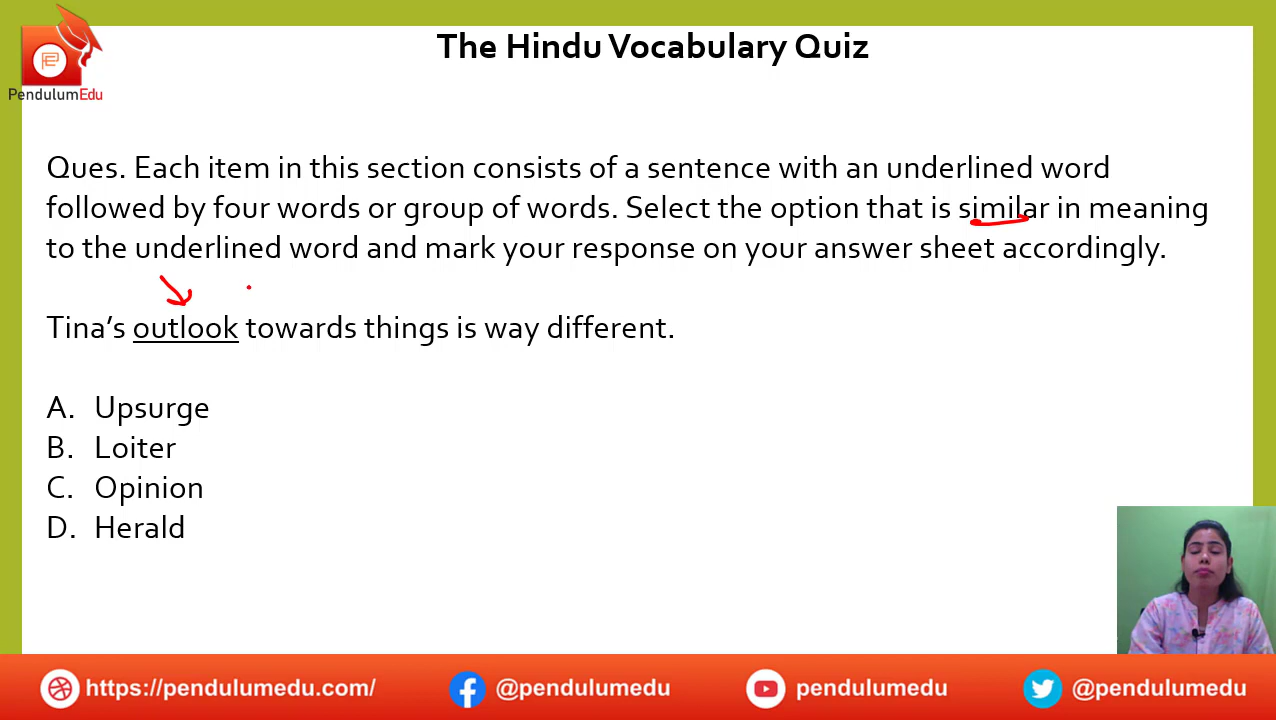 The Hindu Vocabulary Quiz
PendulumEdu
Ques. Each item in this section consists of a sentence with an underlined word
followed by four words or group of words. Select the option that is similar in meaning
to the underlined word and mark your response on your answer sheet accordingly.
Tina's outlook towards things is way different.
A. Upsurge
B. Loiter
C. Opinion
D. Herald
https://pendulumedu.com/ @pendulumedu pendulumedu @pendulumedu